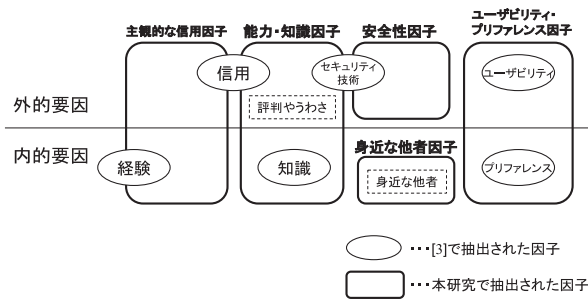 主観的な信用因子
能力・知識因子
安全性因子
ユーザビリティ・
プリファレンス因子
信用
セキュリティ
技術
ユーザビリティ
評判やうわさ
外的要因
内的要因
身近な他者因子
経験
知識
身近な他者
プリファレンス
・・・[3]で抽出された因子
・・・本研究で抽出された因子